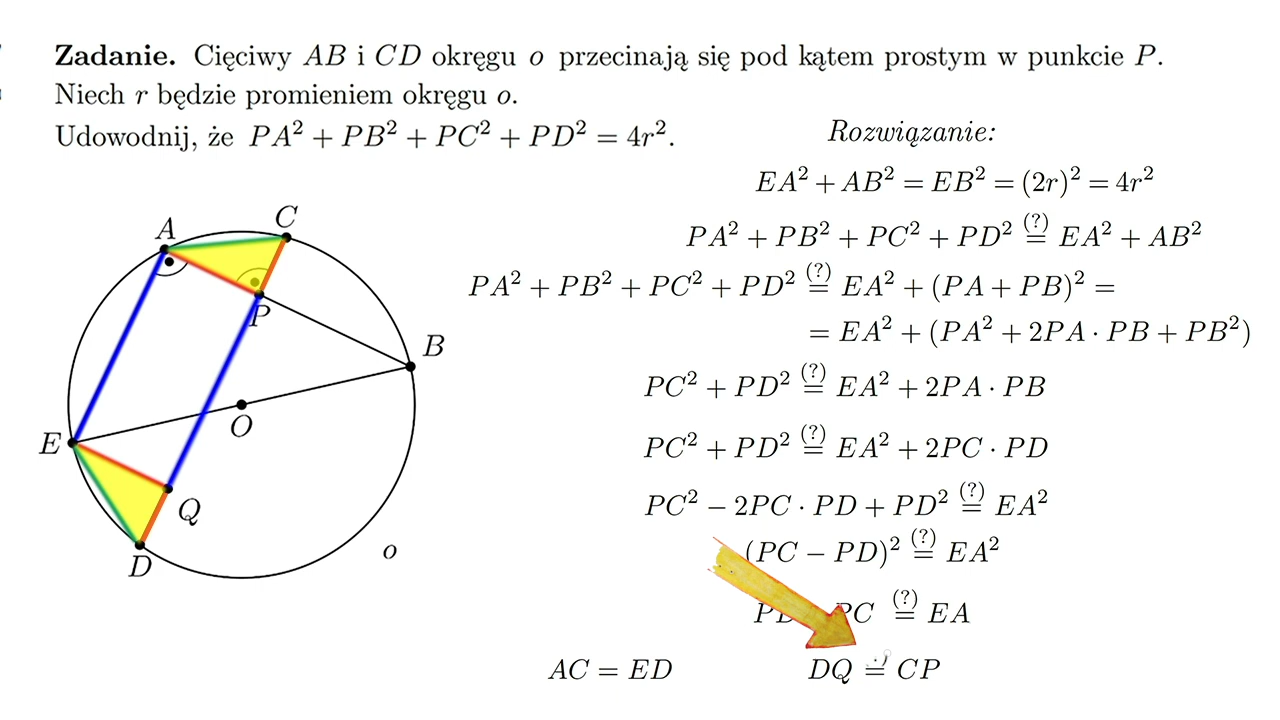 Zadanie. Cięciwy AB i CD okręgu o przecinają się pod kątem prostym w punkcie P.
Niech r będzie promieniem okręgu o.
Udowodnij, że PA² + PB² + PC² + PD² = 4r².
Rozwiązanie:
EA² + AB² = EB² = (2r)² = 4r²
PA² + PB² + PC² + PD² (?)= EA² + AB²
PA² + PB² + PC² + PD² (?)= EA² + (PA + PB)² =
= EA² + (PA² + 2PA · PB + PB²)
PC² + PD² (?)= EA² + 2PA · PB
PC² + PD² (?)= EA² + 2PC · PD
PC² − 2PC · PD + PD² (?)= EA²
(PC − PD)² (?)= EA²
PC (?)= EA
AC = ED
DQ = CP
A
C
P
B
E
O
Q
D
o